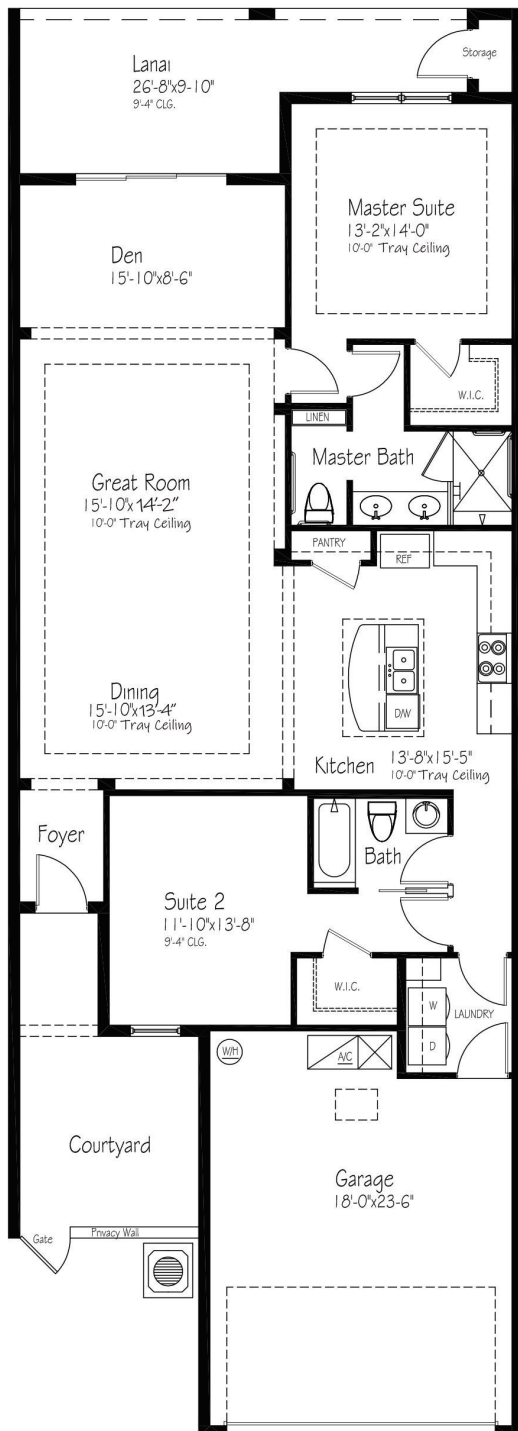 Storage
Lanai
26'-8"x9'-10"
9'-4" CLG.
Master Suite
13'-2"x14'-0"
10'-0" Tray Ceiling
Den
15'-10"x8'-6"
W.I.C.
LINEN
Master Bath
Great Room
15'-10"x14'-2"
10'-0" Tray Ceiling
PANTRY
REF
Dining
15'-10"x13'-4"
10'-0" Tray Ceiling
D/W
Kitchen 13'-8"x15'-5"
10'-0" Tray Ceiling
Foyer
Bath
Suite 2
11'-10"x13'-8"
9'-4" CLG.
W.I.C.
W
LAUNDRY
D
W/H
A/C
Courtyard
Garage
18'-0"x23'-6"
Gate
Privacy Wall